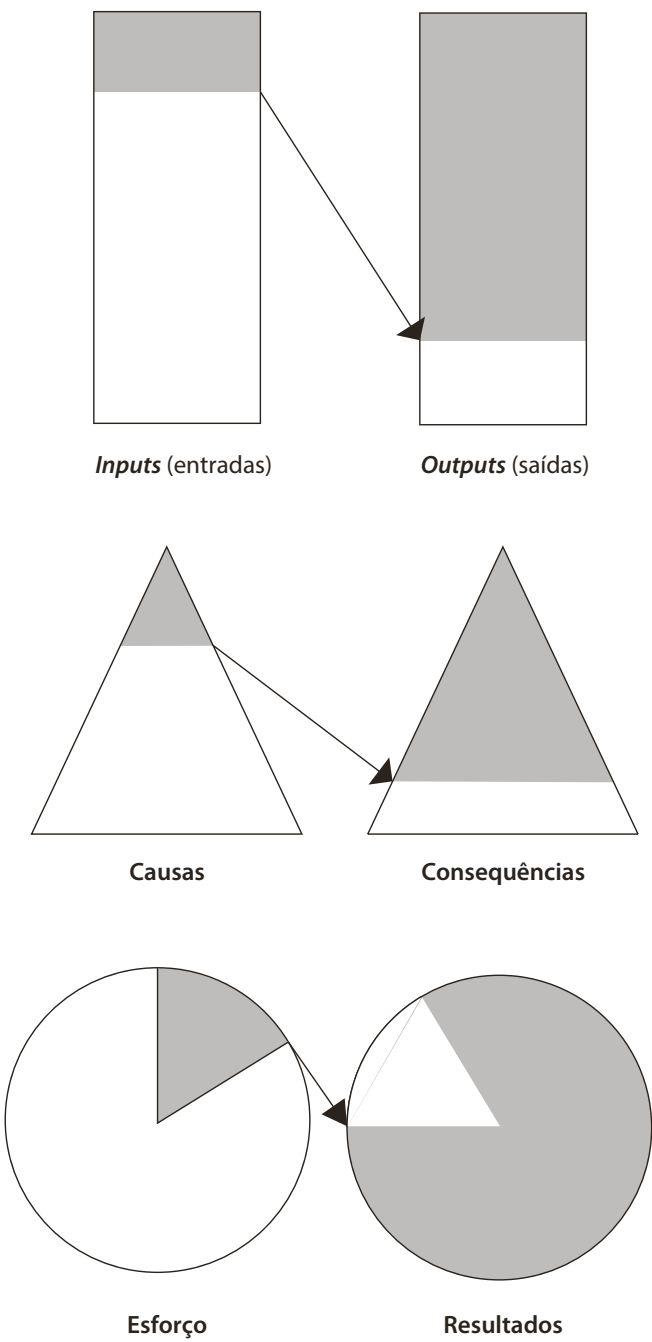 Inputs (entradas)
Outputs (saídas)
Causas
Consequências
Esforço
Resultados